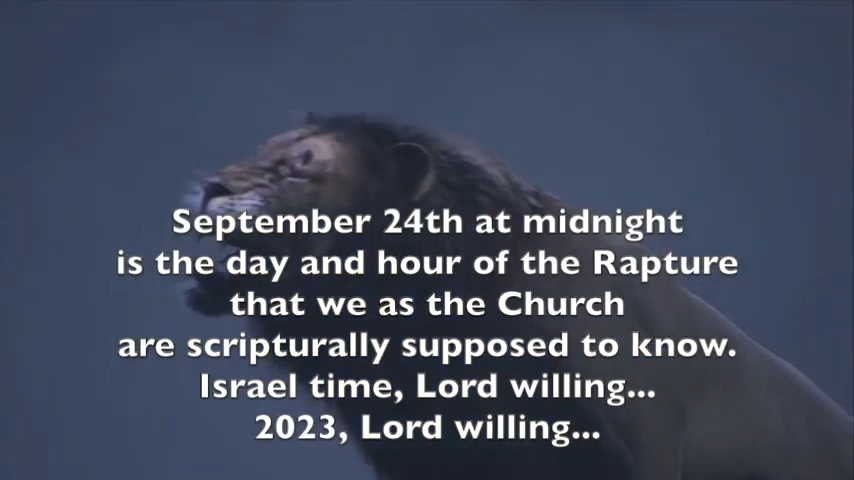 September 24th at midnight
is the day and hour of the Rapture
that we as the Church
are scripturally supposed to know.
Israel time, Lord willing...
2023, Lord willing...